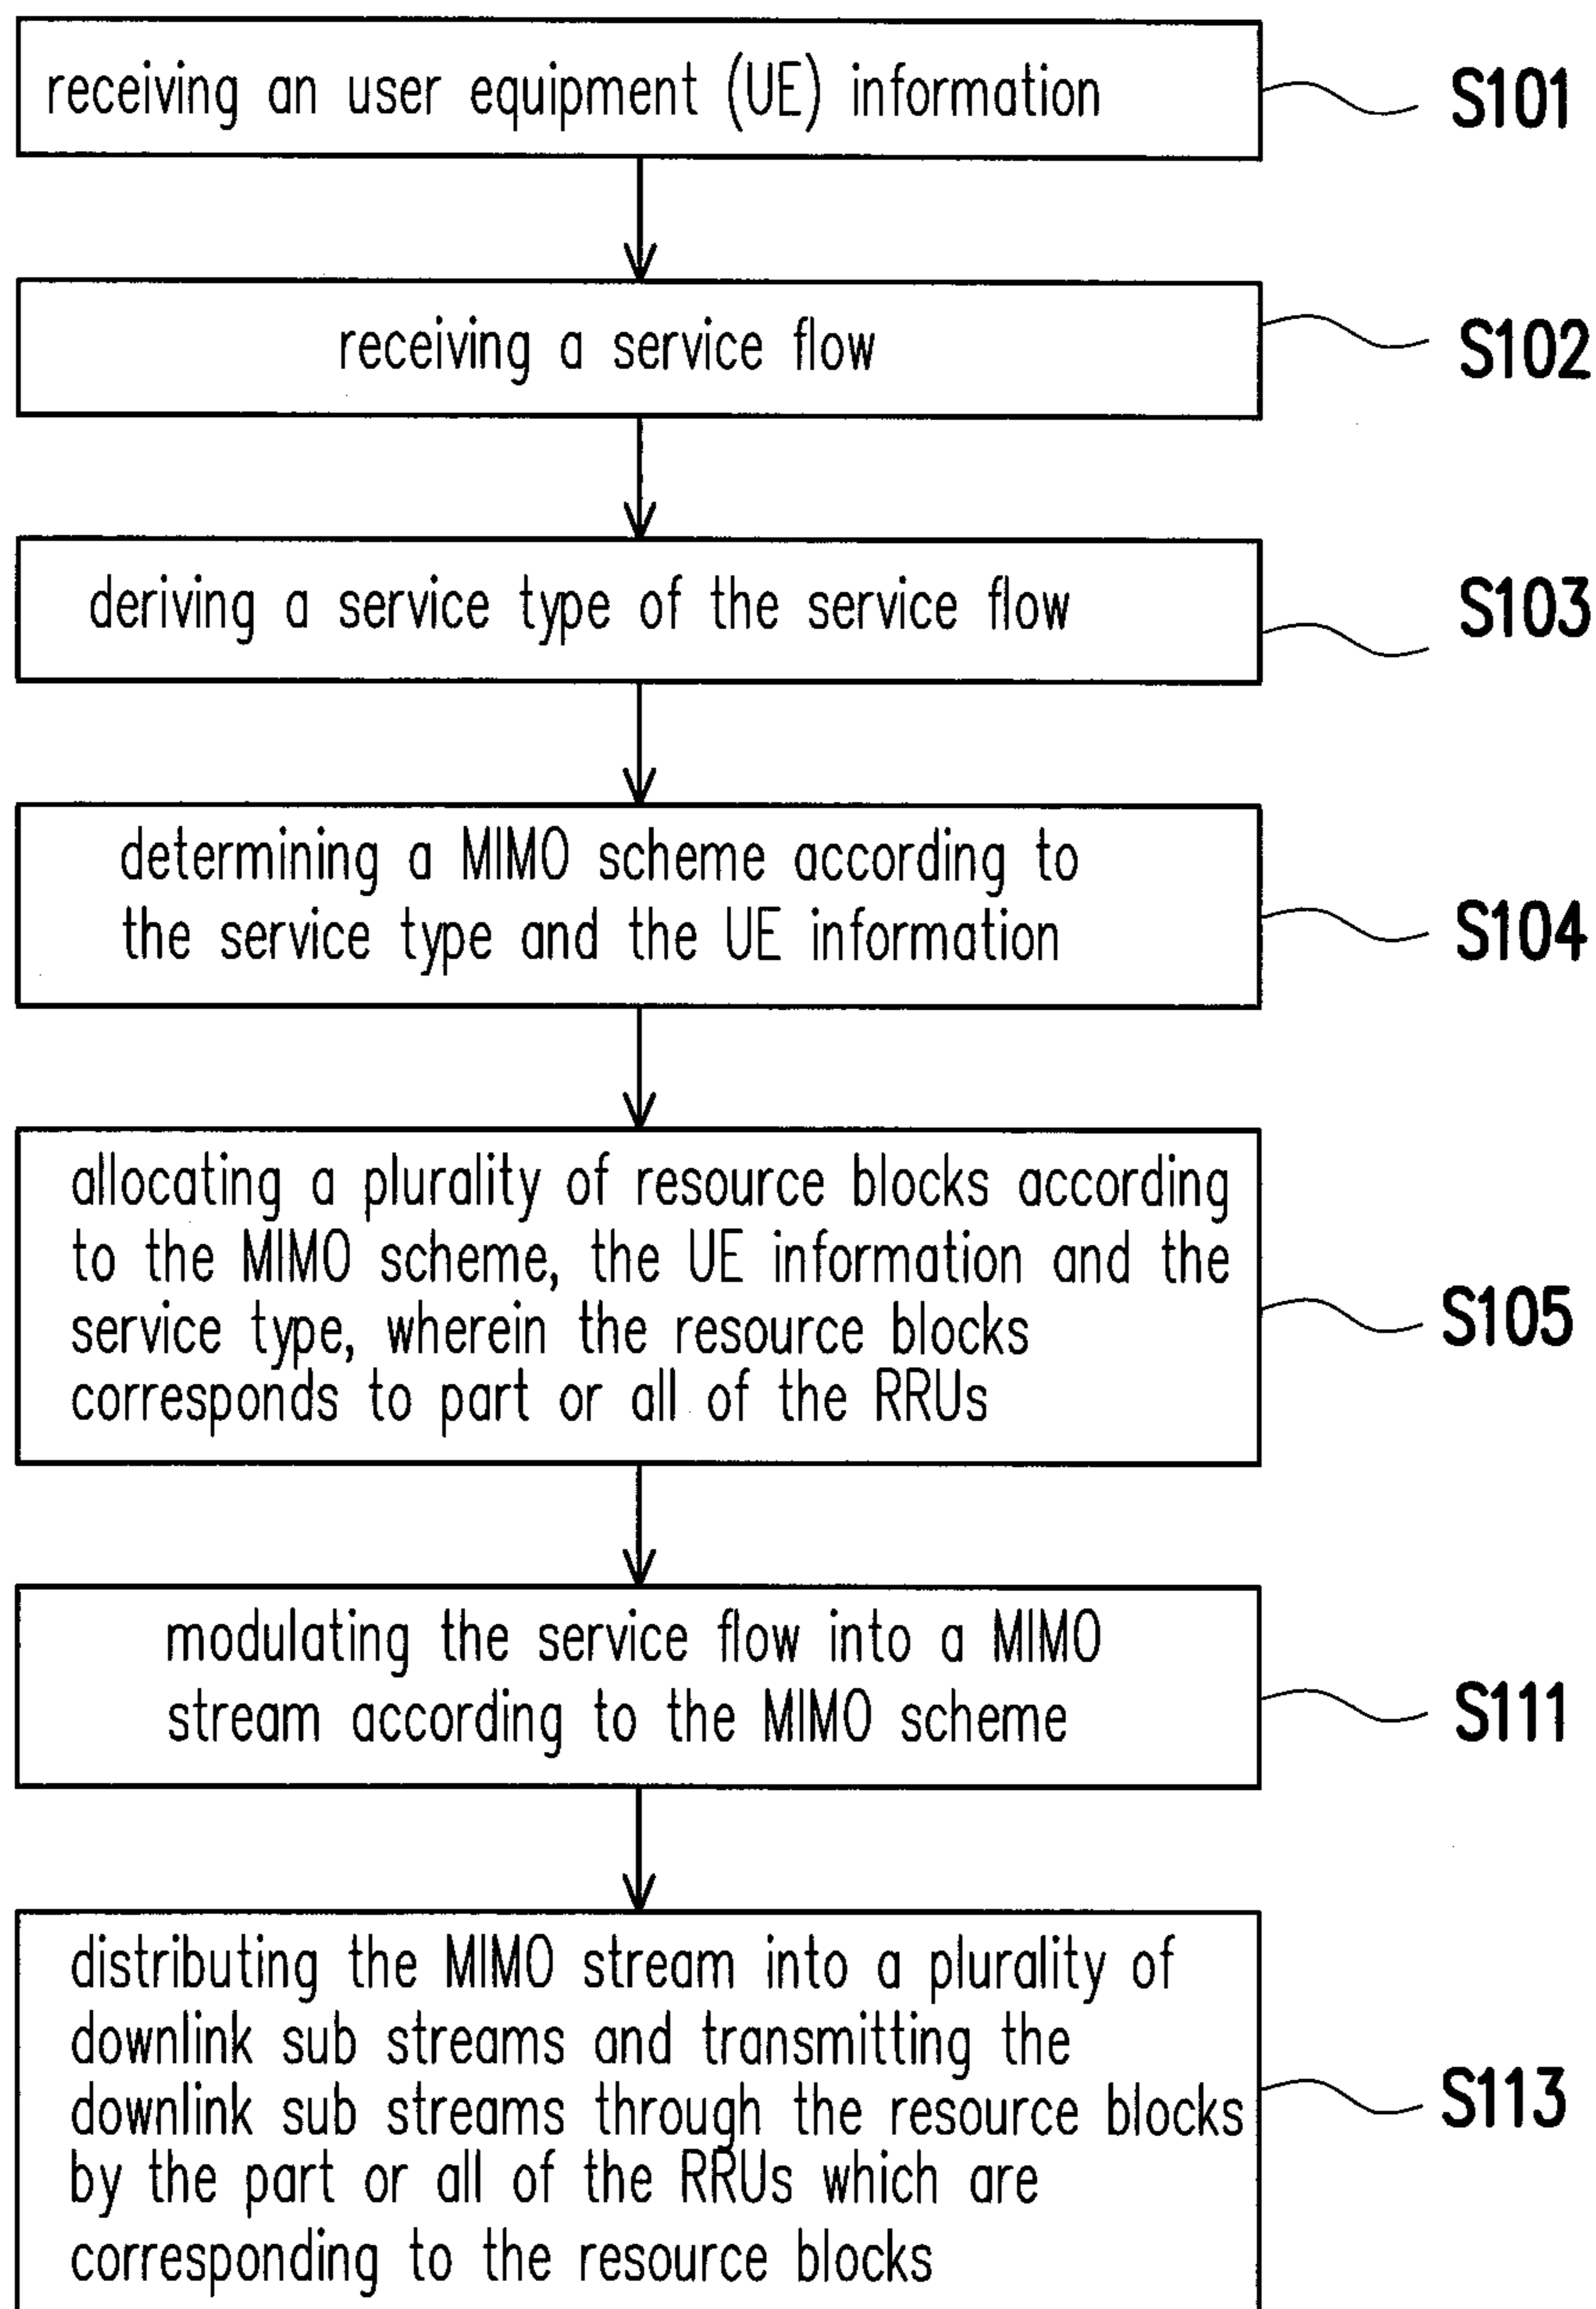 receiving an user equipment (UE) information
S101
receiving a service flow
S102
deriving a service type of the service flow
S103
determining a MIMO scheme according to
the service type and the UE information
S104
allocating a plurality of resource blocks according
to the MIMO scheme, the UE information and the
service type, wherein the resource blocks
corresponds to part or all of the RRUs
S105
modulating the service flow into a MIMO
stream according to the MIMO scheme
S111
distributing the MIMO stream into a plurality of
downlink sub streams and transmitting the
downlink sub streams through the resource blocks
by the part or all of the RRUs which are
corresponding to the resource blocks
S113